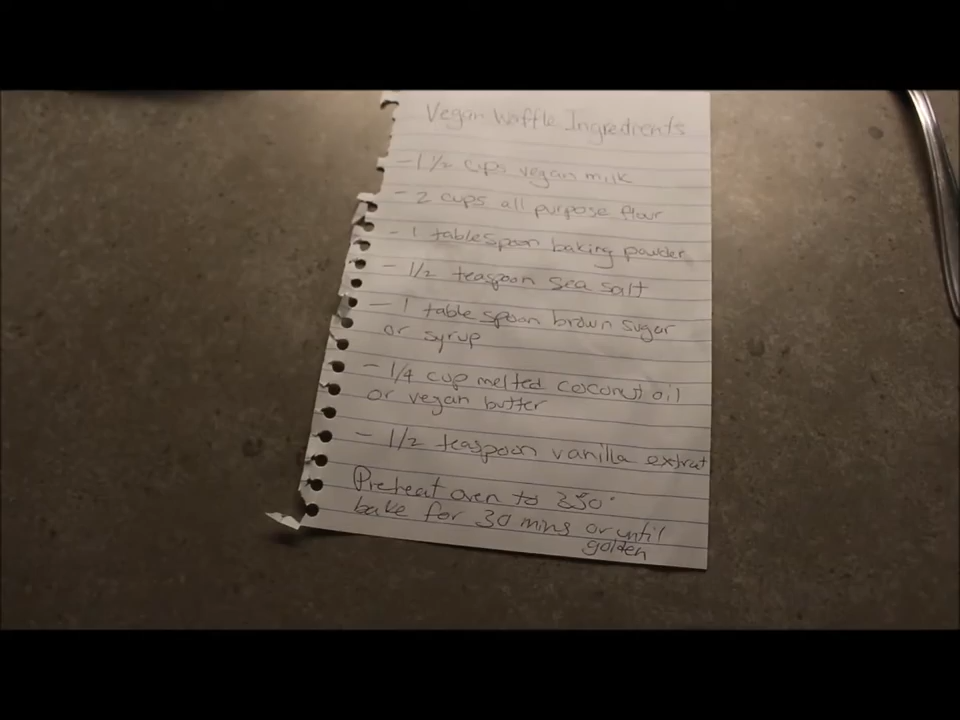 Vegan Waffle Ingredients
- 1 1/2 cups vegan milk
- 2 cups all purpose flour
- 1 tablespoon baking powder
- 1/2 teaspoon sea salt
- 1 table spoon brown sugar
or syrup
- 1/4 cup melted coconut oil
or vegan butter
- 1/2 teaspoon vanilla extrat
Preheat oven to 350°
bake for 30 mins or until
golden